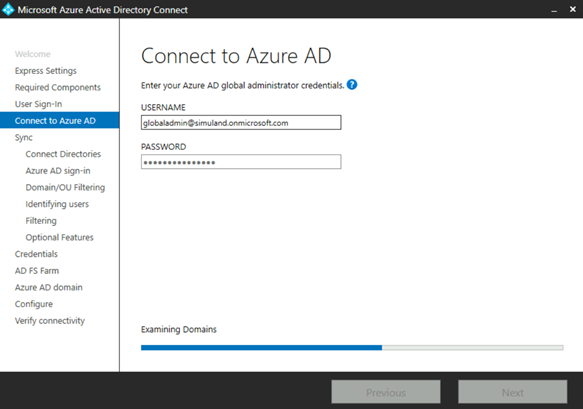 Microsoft Azure Active Directory Connect
Welcome
Express Settings
Required Components
User Sign-In
Connect to Azure AD
Sync
Connect Directories
Azure AD sign-in
Domain/OU Filtering
Identifying users
Filtering
Optional Features
Credentials
AD FS Farm
Azure AD domain
Configure
Verify connectivity
Connect to Azure AD
Enter your Azure AD global administrator credentials. ?
USERNAME
globaladmin@simuland.onmicrosoft.com
PASSWORD
•••••••••••••••
Examining Domains
Previous
Next